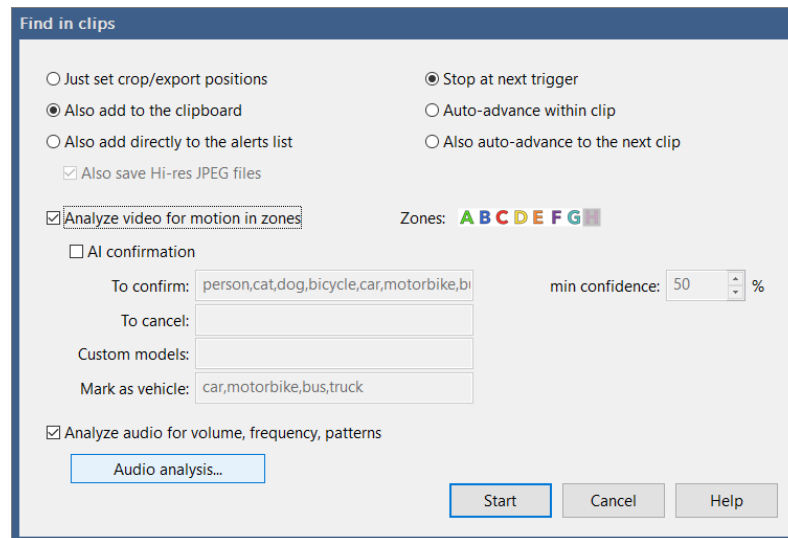 Find in clips
Just set crop/export positions
Stop at next trigger
Also add to the clipboard
Auto-advance within clip
Also add directly to the alerts list
Also auto-advance to the next clip
Also save Hi-res JPEG files
Analyze video for motion in zones
Zones: A B C D E F G H
AI confirmation
To confirm: person,cat,dog,bicycle,car,motorbike,bu
min confidence: 50 %
To cancel:
Custom models:
Mark as vehicle: car,motorbike,bus,truck
Analyze audio for volume, frequency, patterns
Audio analysis...
Start Cancel Help